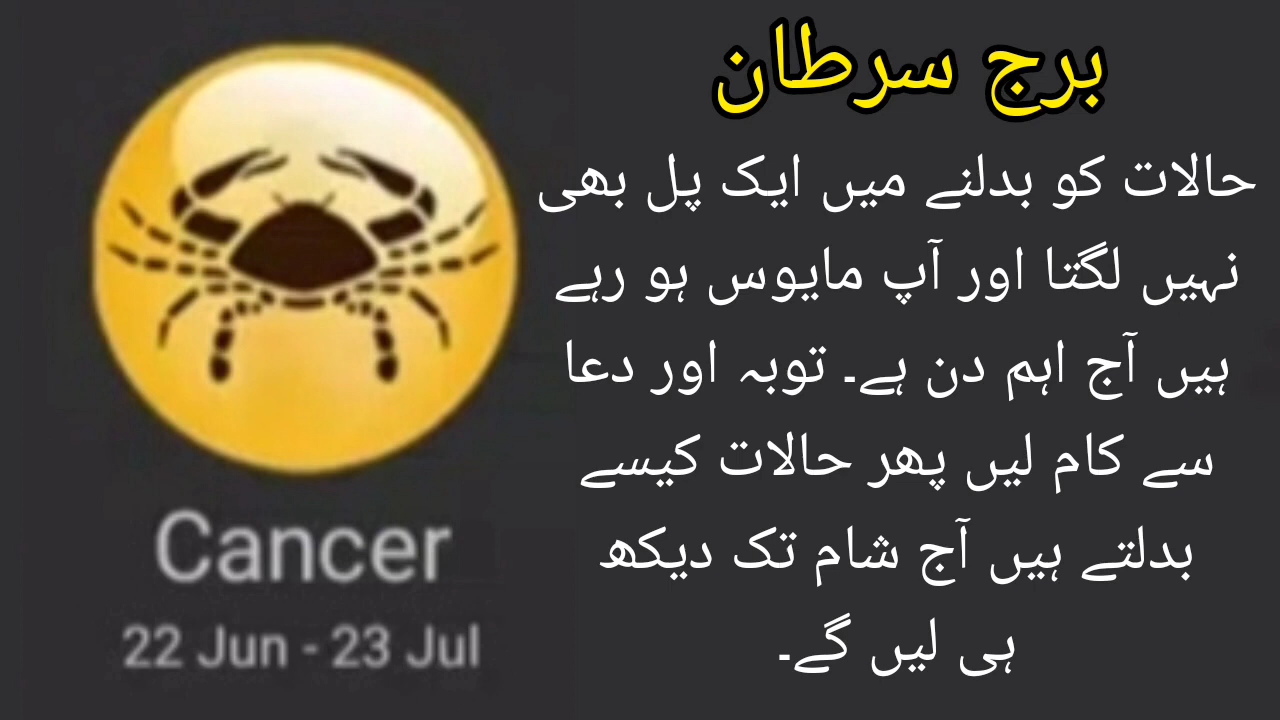 برج سرطان
حالات کو بدلنے میں ایک پل بھی
نہیں لگتا اور آپ مایوس ہو رہے
ہیں آج اہم دن ہے۔ توبہ اور دعا
سے کام لیں پھر حالات کیسے
بدلتے ہیں آج شام تک دیکھ
ہی لیں گے۔
Cancer
22 Jun - 23 Jul